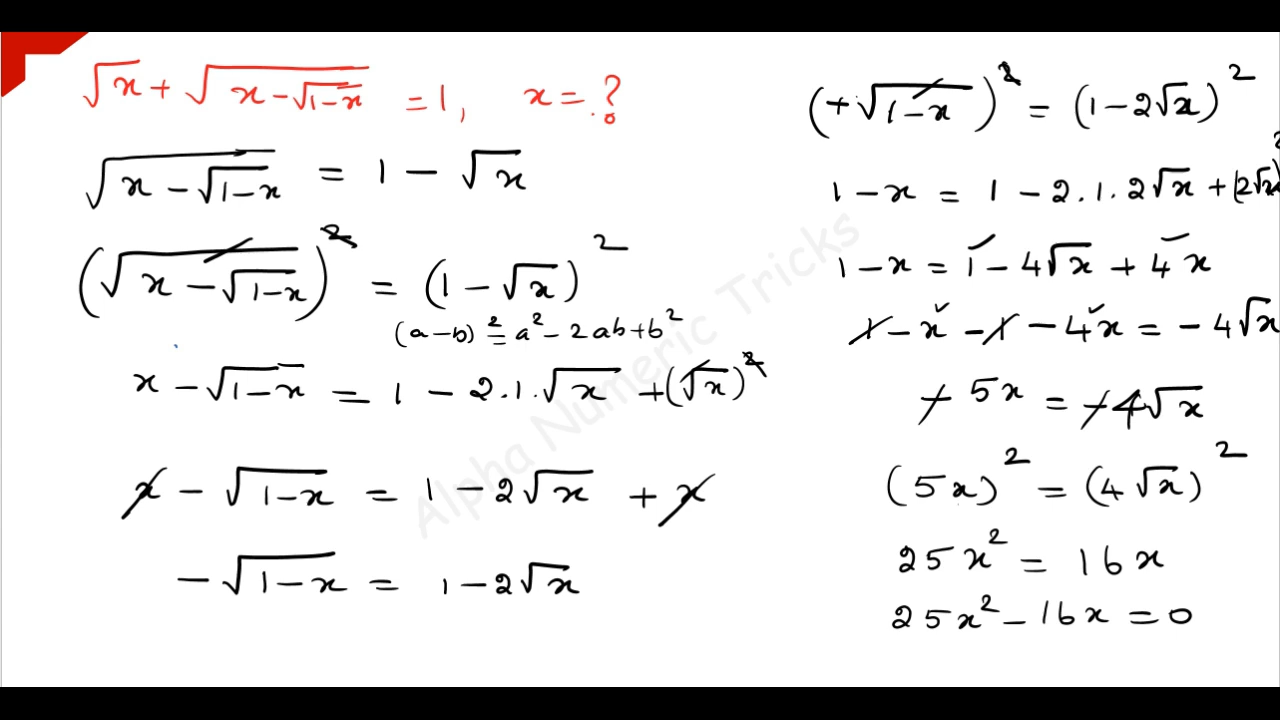 √x + √(x-√(1-x)) = 1, x = ?
√(x-√(1-x)) = 1 - √x
(√(x-√(1-x)))² = (1-√x)²
(a-b)² = a² - 2ab + b²
x - √(1-x) = 1 - 2.1.√x + (√x)²
x - √(1-x) = 1 - 2√x + x
-√(1-x) = 1-2√x
(+√(1-x))² = (1-2√x)²
1-x = 1-2.1.2√x + (2√x)²
1-x = 1-4√x + 4x
1-x-1-4x = -4√x
-5x = -4√x
(5x)² = (4√x)²
25x² = 16x
25x² - 16x = 0
Alpha Numeric Tricks